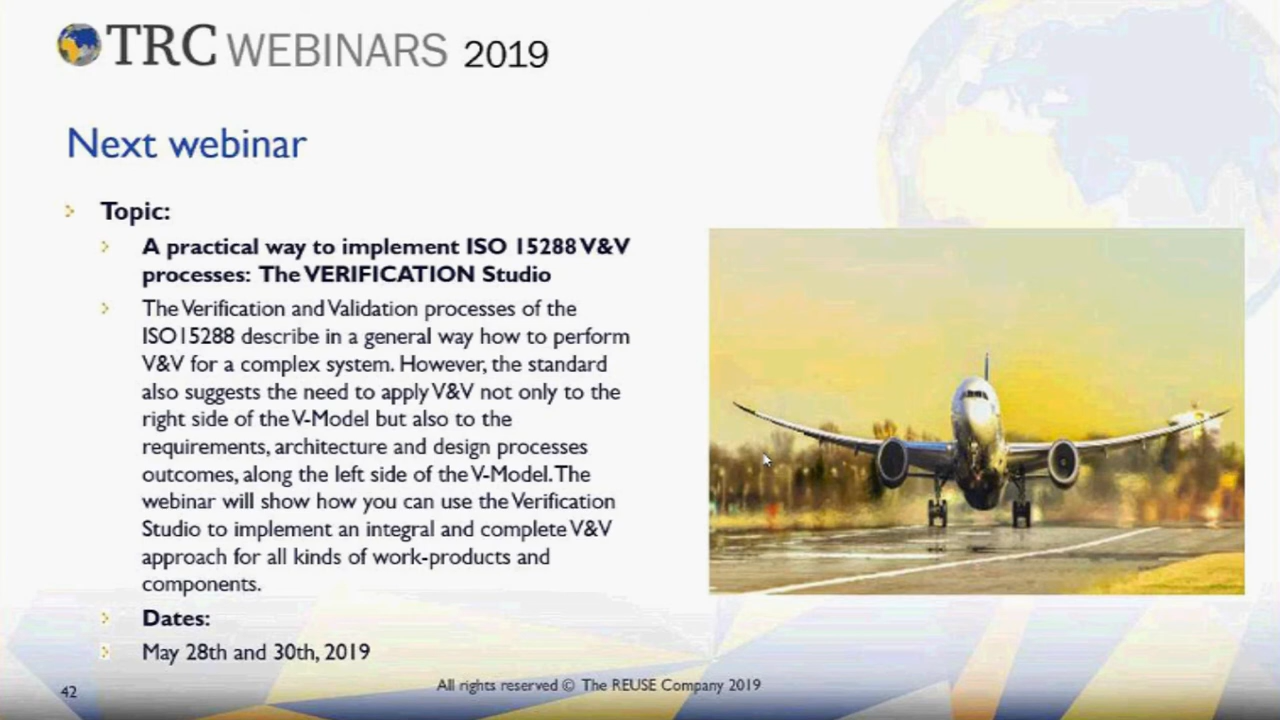 TRC WEBINARS 2019
Next webinar
Topic:
A practical way to implement ISO 15288 V&V
processes: The VERIFICATION Studio
The Verification and Validation processes of the
ISO15288 describe in a general way how to perform
V&V for a complex system. However, the standard
also suggests the need to apply V&V not only to the
right side of the V-Model but also to the
requirements, architecture and design processes
outcomes, along the left side of the V-Model. The
webinar will show how you can use the Verification
Studio to implement an integral and complete V&V
approach for all kinds of work-products and
components.
Dates:
May 28th and 30th, 2019
42
All rights reserved © The REUSE Company 2019